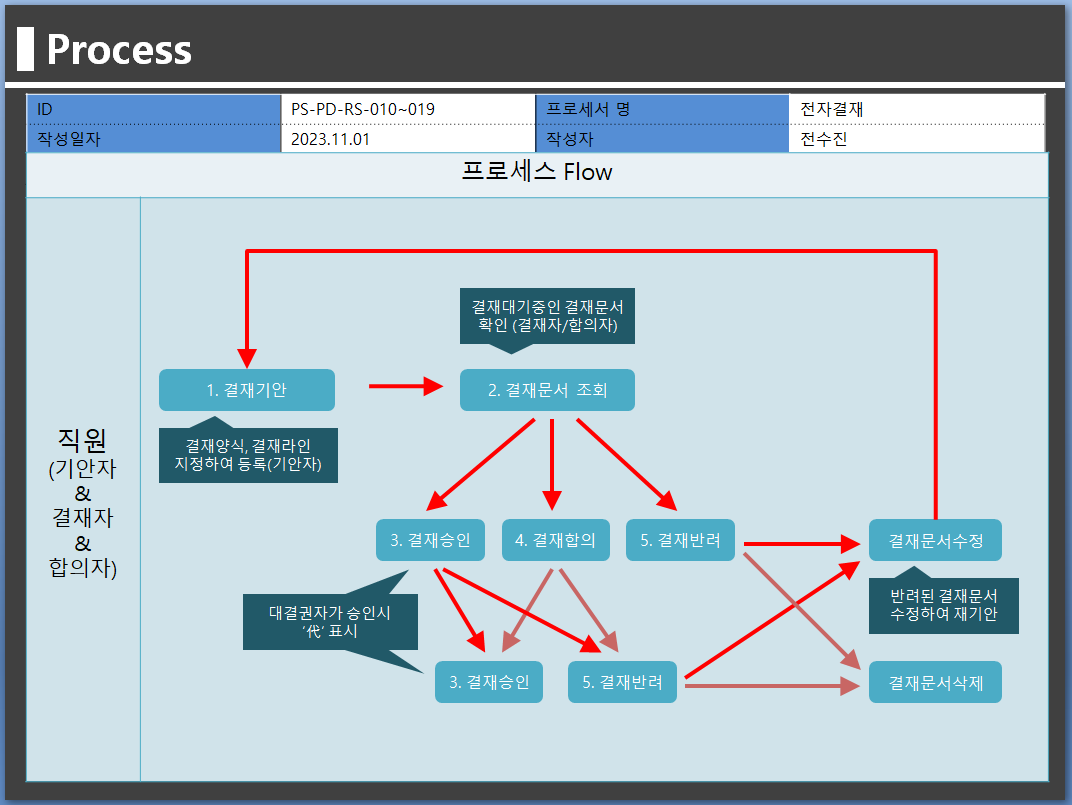 Process
ID
PS-PD-RS-010~019
프로세서 명
전자결재
작성일자
2023.11.01
작성자
전수진
프로세스 Flow
직원
(기안자
&
결재자
&
합의자)
결재대기중인 결재문서
확인 (결재자/합의자)
1. 결재기안
2. 결재문서 조회
결재양식, 결재라인
지정하여 등록(기안자)
3. 결재승인
4. 결재합의
5. 결재반려
결재문서수정
대결권자가 승인시
‘代‘ 표시
반려된 결재문서
수정하여 재기안
3. 결재승인
5. 결재반려
결재문서삭제